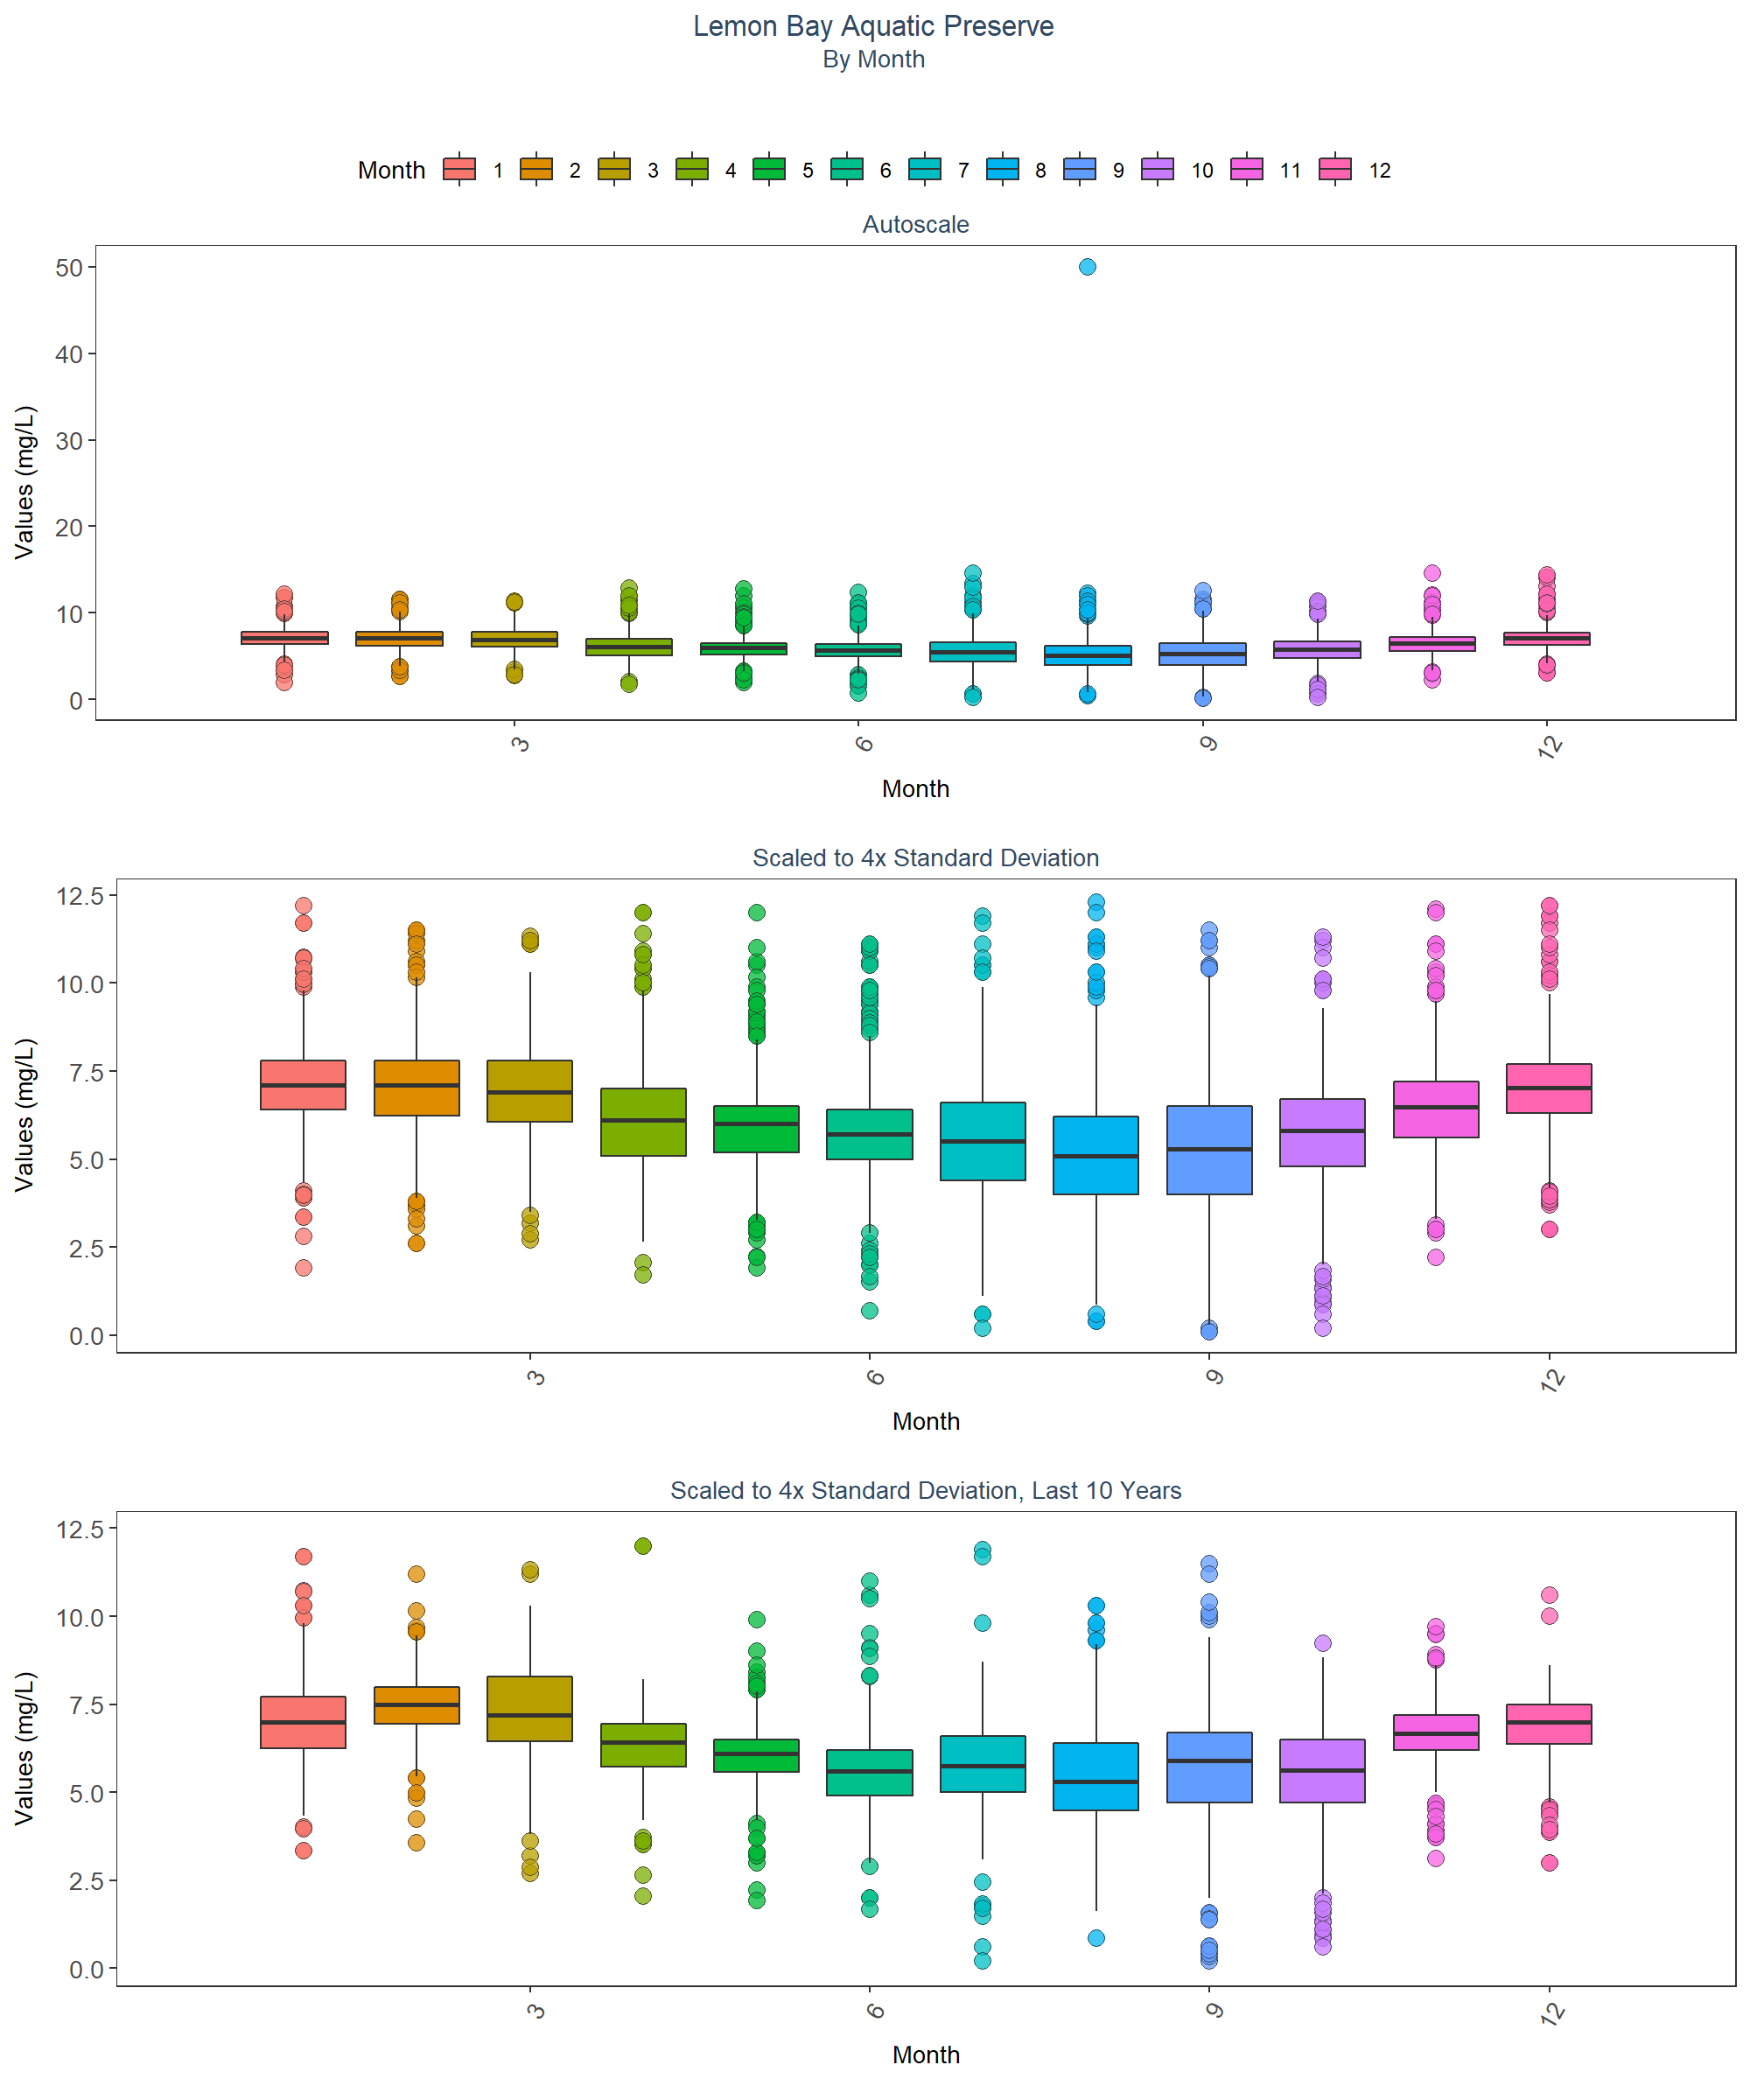 Lemon Bay Aquatic Preserve
By Month
Month 1 2 3 4 5 6 7 8 9 10 11 12
Autoscale
50
40
30
20
10
0
Values (mg/L)
3 6 9 12
Month
Scaled to 4x Standard Deviation
12.5
10.0
7.5
5.0
2.5
0.0
Values (mg/L)
3 6 9 12
Month
Scaled to 4x Standard Deviation, Last 10 Years
12.5
10.0
7.5
5.0
2.5
0.0
Values (mg/L)
3 6 9 12
Month